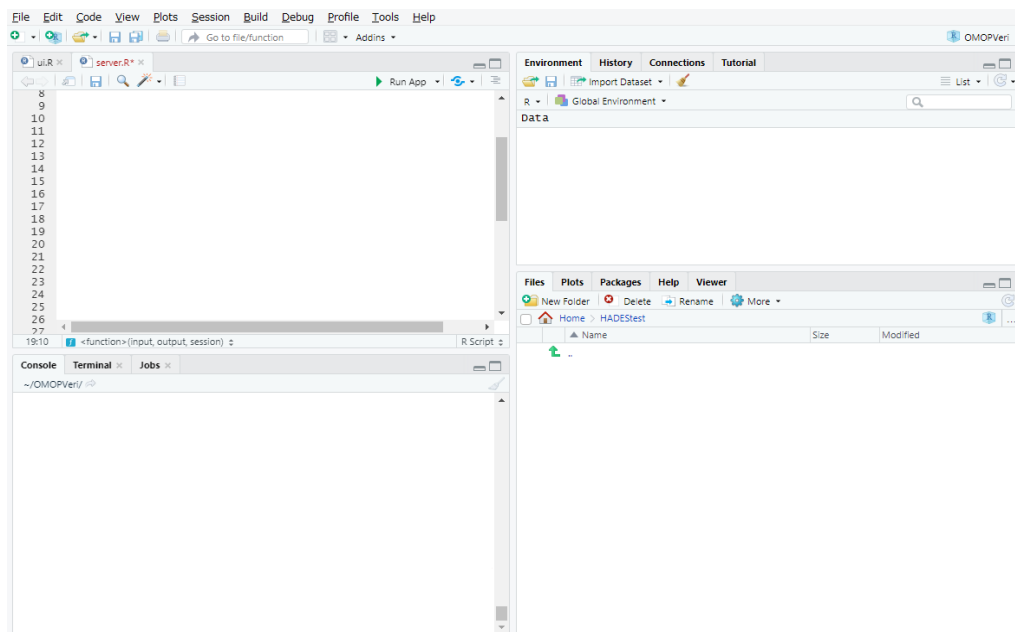 File Edit Code View Plots Session Build Debug Profile Tools Help
Go to file/function Addins OMOPVeri
ui.R server.R*
Run App
8
9
10
11
12
13
14
15
16
17
18
19
20
21
22
23
24
25
26
27
19:10 <function>(input, output, session) R Script
Console Terminal Jobs
~/OMOPVeri/
Environment History Connections Tutorial
Import Dataset List
R Global Environment
Data
Files Plots Packages Help Viewer
New Folder Delete Rename More
Home HADEStest ...
Name Size Modified
..